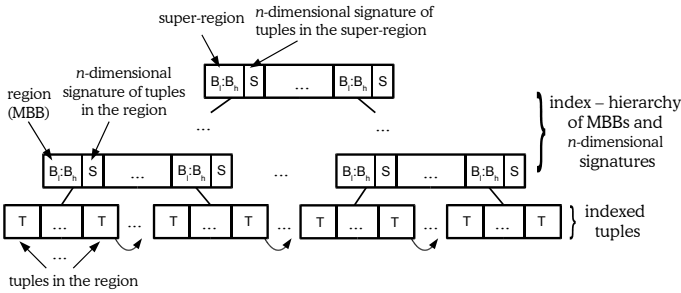 super-region
n-dimensional signature of
tuples in the super-region
n-dimensional
signature of tuples
in the region
region
(MBB)
Bl:Bh S ... Bl:Bh S
... ...
index – hierarchy
of MBBs and
n-dimensional
signatures
Bl:Bh S ... Bl:Bh S ... Bl:Bh S ... Bl:Bh S
T ... T ... T ... T ... T ... T ... T ... T
indexed
tuples
...
tuples in the region